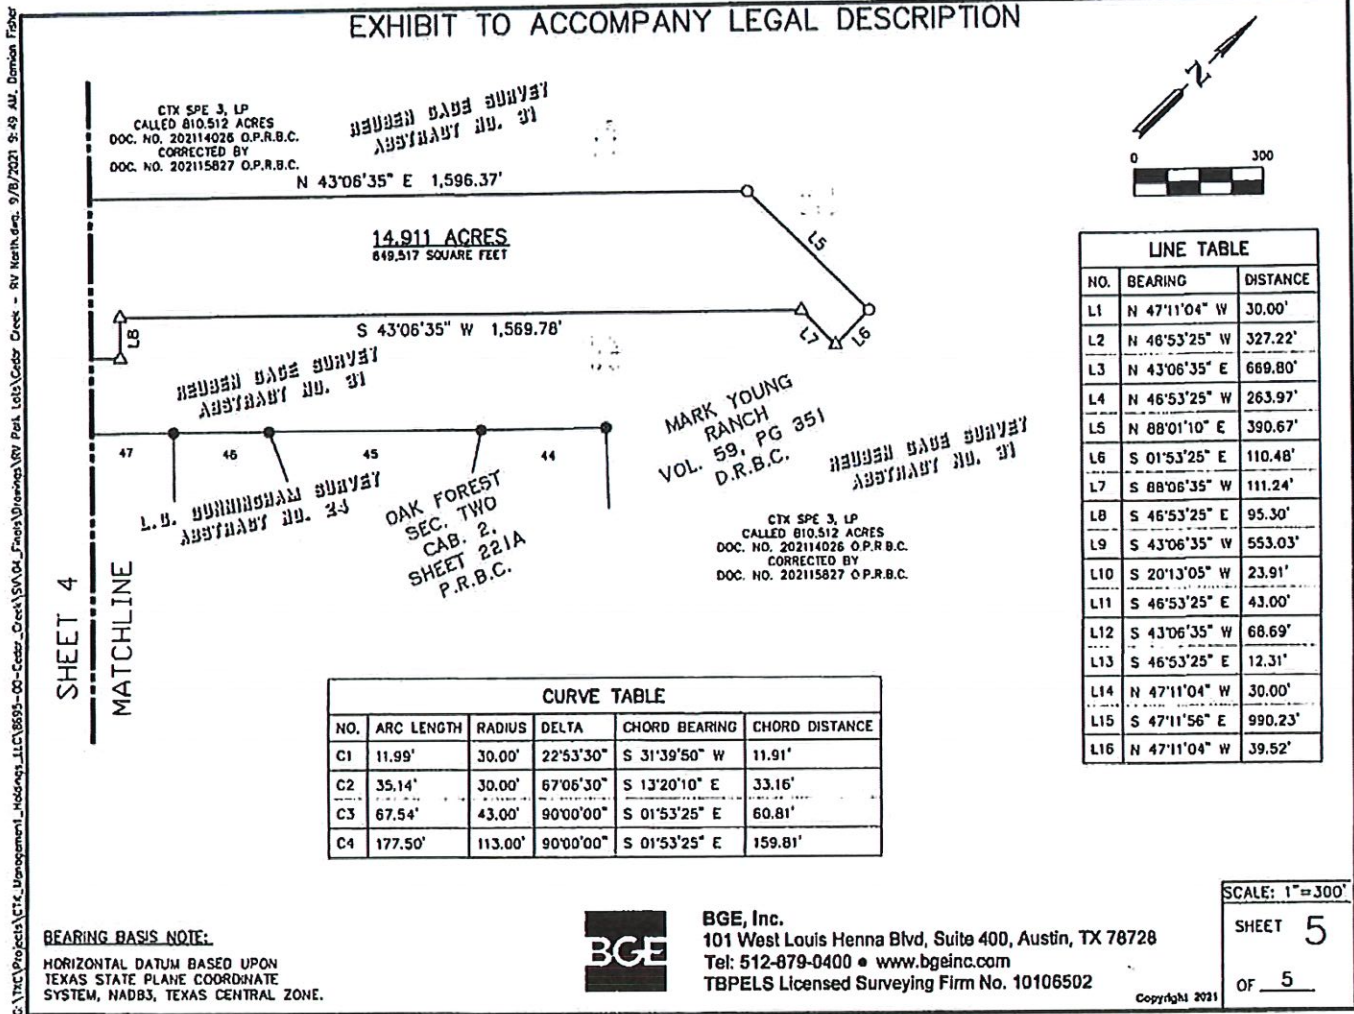 EXHIBIT TO ACCOMPANY LEGAL DESCRIPTION
N
0 300
CTX SPE 3, LP
CALLED 810.512 ACRES
DOC. NO. 202114026 O.P.R.B.C.
CORRECTED BY
DOC. NO. 202115827 O.P.R.B.C.
REUBEN GAGE SURVEY
ABSTRACT NO. 31
N 43°06'35" E 1,596.37'
14.911 ACRES
649,517 SQUARE FEET
L5
L8
S 43°06'35" W 1,569.78'
L7
L6
REUBEN GAGE SURVEY
ABSTRACT NO. 31
47
46
45
44
L.C. CUNNINGHAM SURVEY
ABSTRACT NO. 24
OAK FOREST
SEC. TWO
CAB. 2,
SHEET 221A
P.R.B.C.
MARK YOUNG
RANCH
VOL. 59, PG 351
D.R.B.C.
REUBEN GAGE SURVEY
ABSTRACT NO. 31
CTX SPE 3, LP
CALLED 810.512 ACRES
DOC. NO. 202114026 O.P.R.B.C.
CORRECTED BY
DOC. NO. 202115827 O.P.R.B.C.
SHEET 4
MATCHLINE
LINE TABLE
NO. BEARING DISTANCE
L1 N 47°11'04" W 30.00'
L2 N 46°53'25" W 327.22'
L3 N 43°06'35" E 669.80'
L4 N 46°53'25" W 263.97'
L5 N 88°01'10" E 390.67'
L6 S 01°53'25" E 110.48'
L7 S 88°06'35" W 111.24'
L8 S 46°53'25" E 95.30'
L9 S 43°06'35" W 553.03'
L10 S 20°13'05" W 23.91'
L11 S 46°53'25" E 43.00'
L12 S 43°06'35" W 68.69'
L13 S 46°53'25" E 12.31'
L14 N 47°11'04" W 30.00'
L15 S 47°11'56" E 990.23'
L16 N 47°11'04" W 39.52'
CURVE TABLE
NO. ARC LENGTH RADIUS DELTA CHORD BEARING CHORD DISTANCE
C1 11.99' 30.00' 22°53'30" S 31°39'50" W 11.91'
C2 35.14' 30.00' 67°06'30" S 13°20'10" E 33.16'
C3 67.54' 43.00' 90°00'00" S 01°53'25" E 60.81'
C4 177.50' 113.00' 90°00'00" S 01°53'25" E 159.81'
BEARING BASIS NOTE:
HORIZONTAL DATUM BASED UPON
TEXAS STATE PLANE COORDINATE
SYSTEM, NAD83, TEXAS CENTRAL ZONE.
BGE
BGE, Inc.
101 West Louis Henna Blvd, Suite 400, Austin, TX 78728
Tel: 512-879-0400 ● www.bgeinc.com
TBPELS Licensed Surveying Firm No. 10106502
Copyright 2021
SCALE: 1"=300'
SHEET 5
OF 5